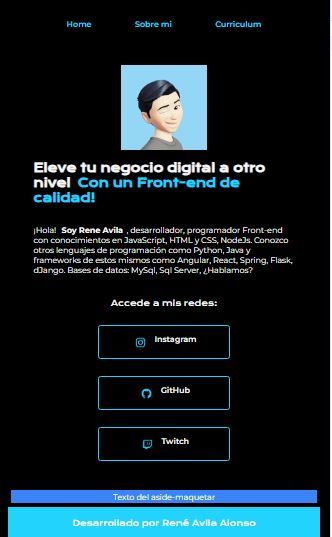 Home Sobre mi Curriculum
Eleve tu negocio digital a otro
nivel Con un Front-end de
calidad!
¡Hola! Soy Rene Avila , desarrollador, programador Front-end
con conocimientos en JavaScript, HTML y CSS, NodeJs. Conozco
otros lenguajes de programación como Python, Java y
frameworks de estos mismos como Angular, React, Spring, Flask,
dJango. Bases de datos: MySql, Sql Server, ¿Hablamos?
Accede a mis redes:
Instagram
GitHub
Twitch
Texto del aside-maquetar
Desarrollado por René Avila Alonso